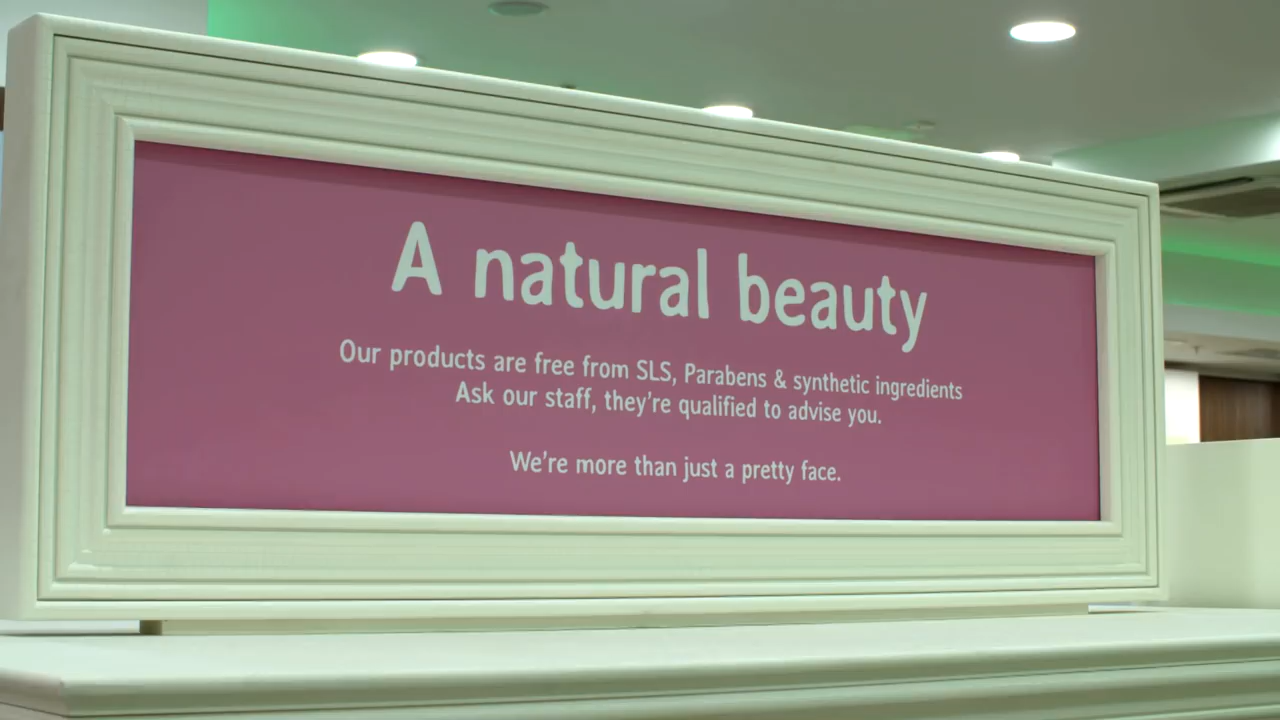 A natural beauty
Our products are free from SLS, Parabens & synthetic ingredients
Ask our staff, they're qualified to advise you.
We're more than just a pretty face.